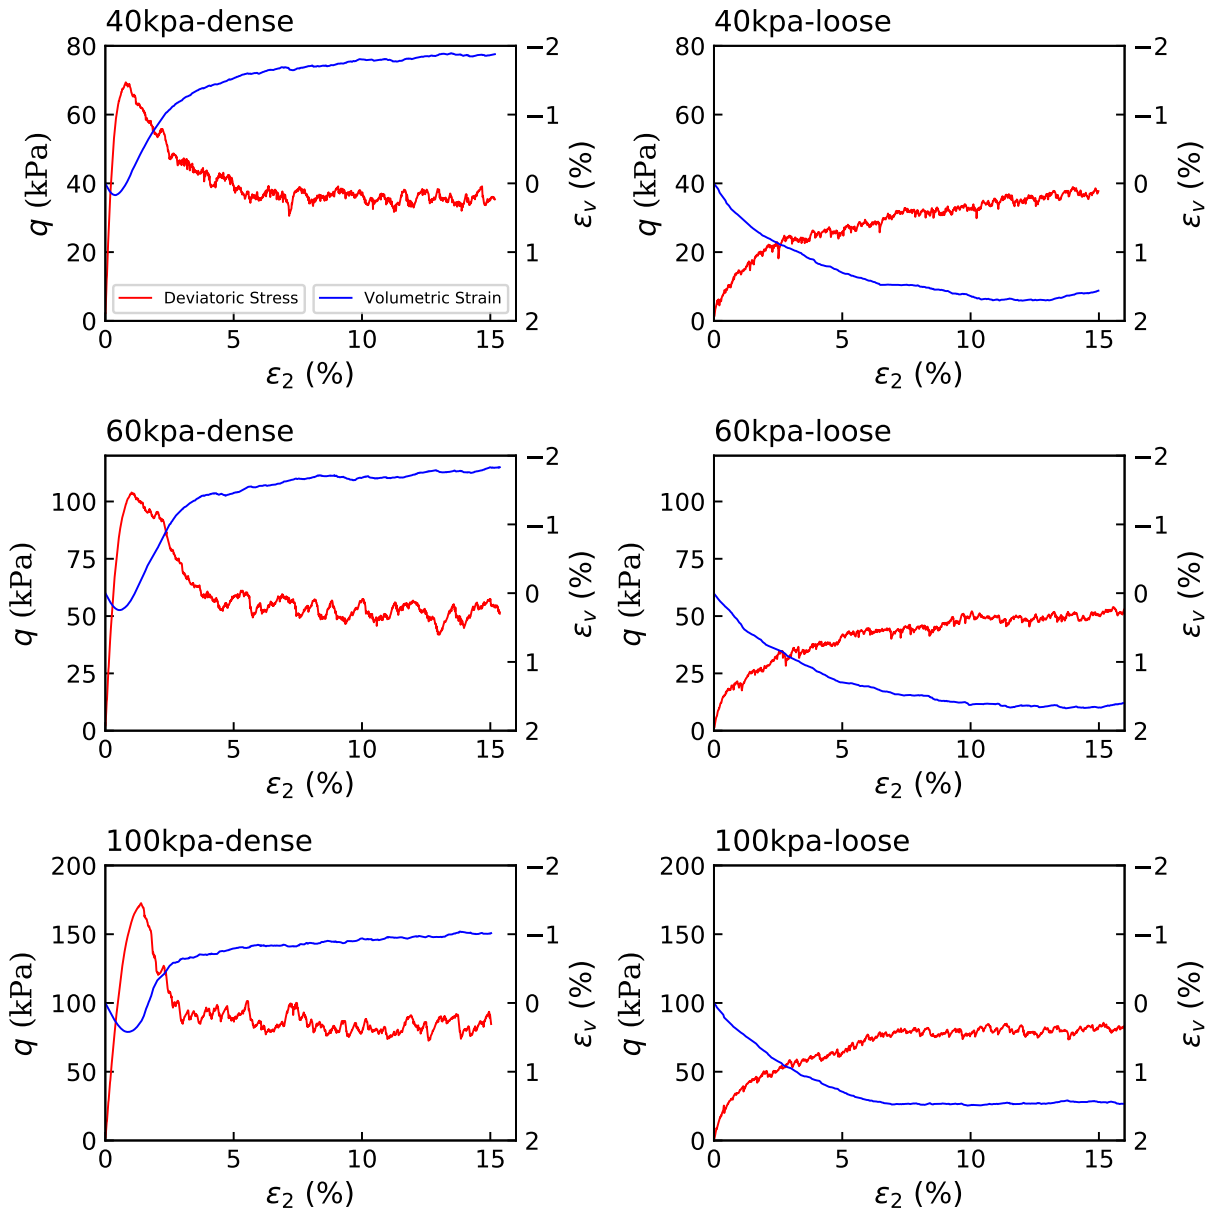 40kpa-dense
80
60
40
20
0
q (kPa)
−2
−1
0
1
2
εᵥ (%)
Deviatoric Stress
Volumetric Strain
0 5 10 15
ε₂ (%)
40kpa-loose
80
60
40
20
0
q (kPa)
−2
−1
0
1
2
εᵥ (%)
0 5 10 15
ε₂ (%)
60kpa-dense
100
75
50
25
0
q (kPa)
−2
−1
0
1
2
εᵥ (%)
0 5 10 15
ε₂ (%)
60kpa-loose
100
75
50
25
0
q (kPa)
−2
−1
0
1
2
εᵥ (%)
0 5 10 15
ε₂ (%)
100kpa-dense
200
150
100
50
0
q (kPa)
−2
−1
0
1
2
εᵥ (%)
0 5 10 15
ε₂ (%)
100kpa-loose
200
150
100
50
0
q (kPa)
−2
−1
0
1
2
εᵥ (%)
0 5 10 15
ε₂ (%)